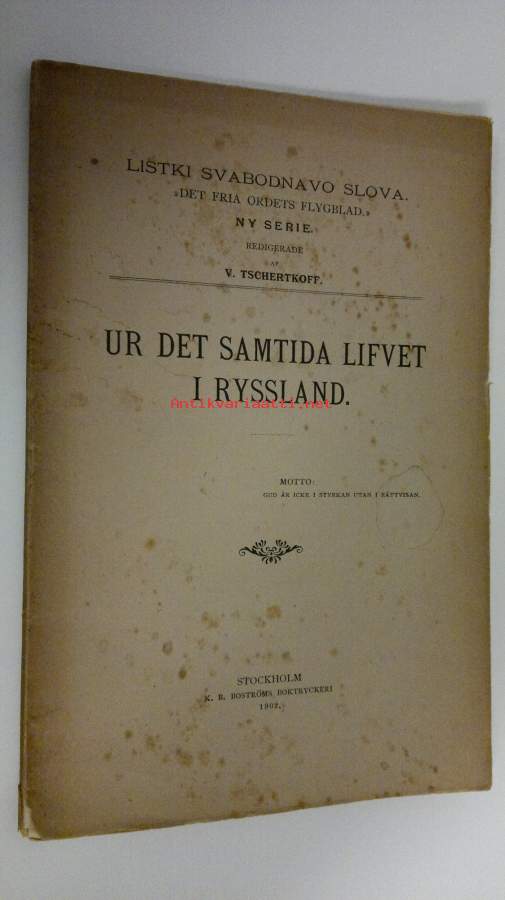 LISTKI SVABODNAVO SLOVA.
»DET FRIA ORDETS FLYGBLAD.»
NY SERIE.
REDIGERADE
AF
V. TSCHERTKOFF.
UR DET SAMTIDA LIFVET
I RYSSLAND.
Antikvariaatti.net
MOTTO:
GUD ÄR ICKE I STYRKAN UTAN I RÄTTVISAN.
STOCKHOLM
K. B. BOSTRÖMS BOKTRYCKERI
1902.